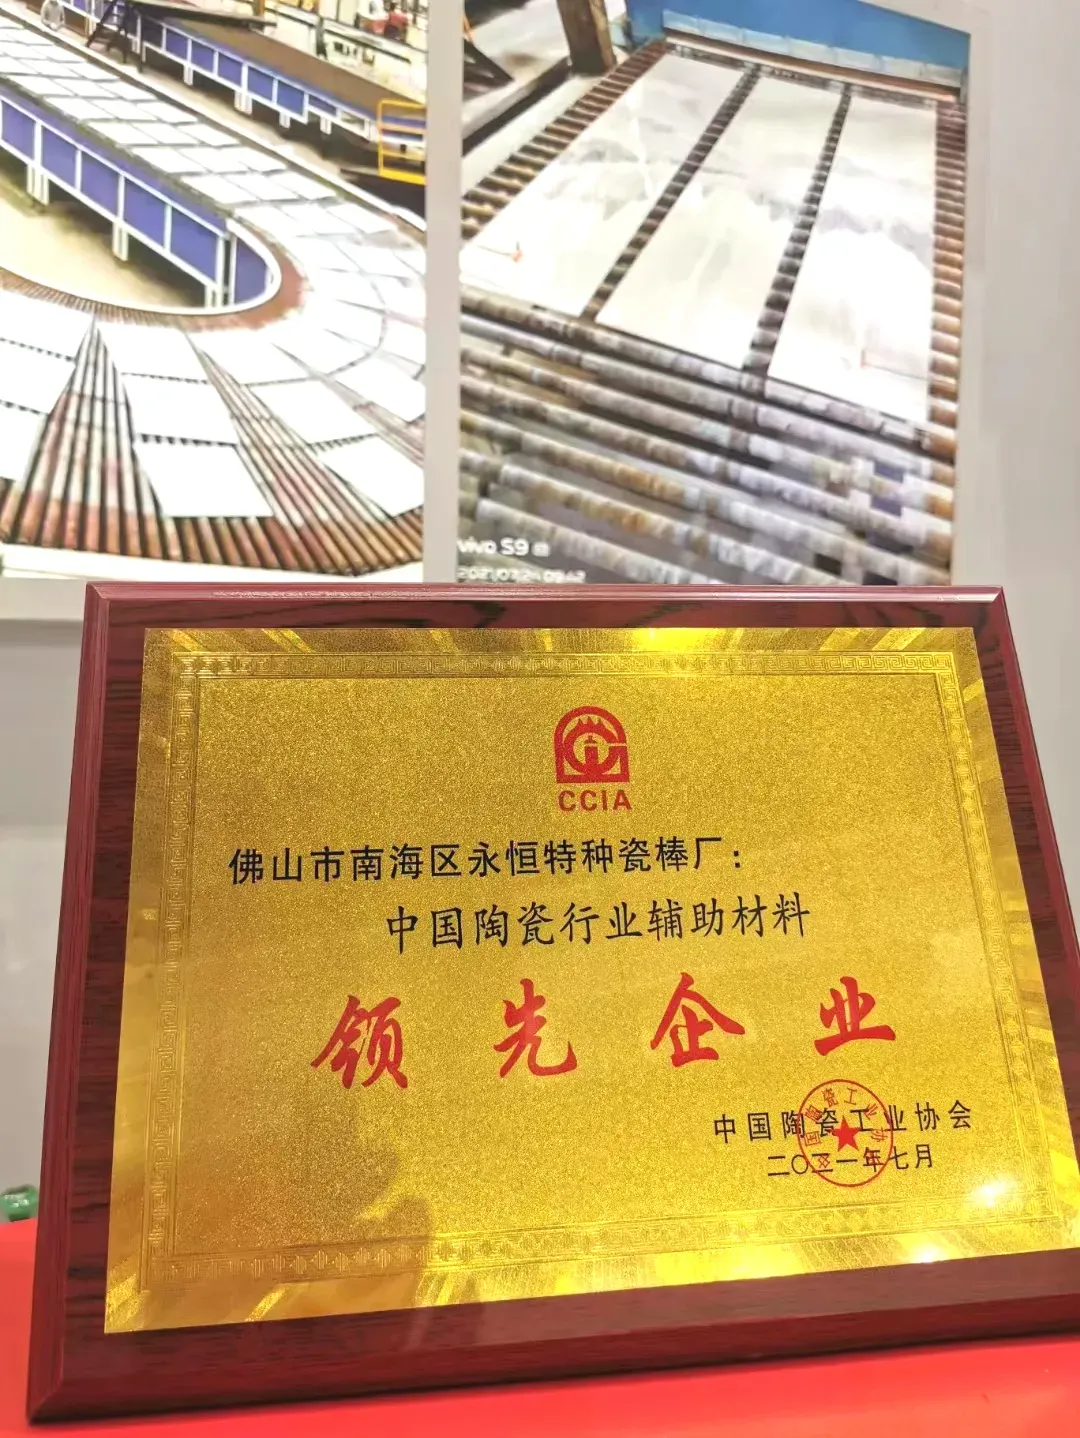 vivo S9
CCIA
佛山市南海区永恒特种瓷棒厂：
中国陶瓷行业辅助材料
领先企业
中国陶瓷工业协会
二〇二一年七月